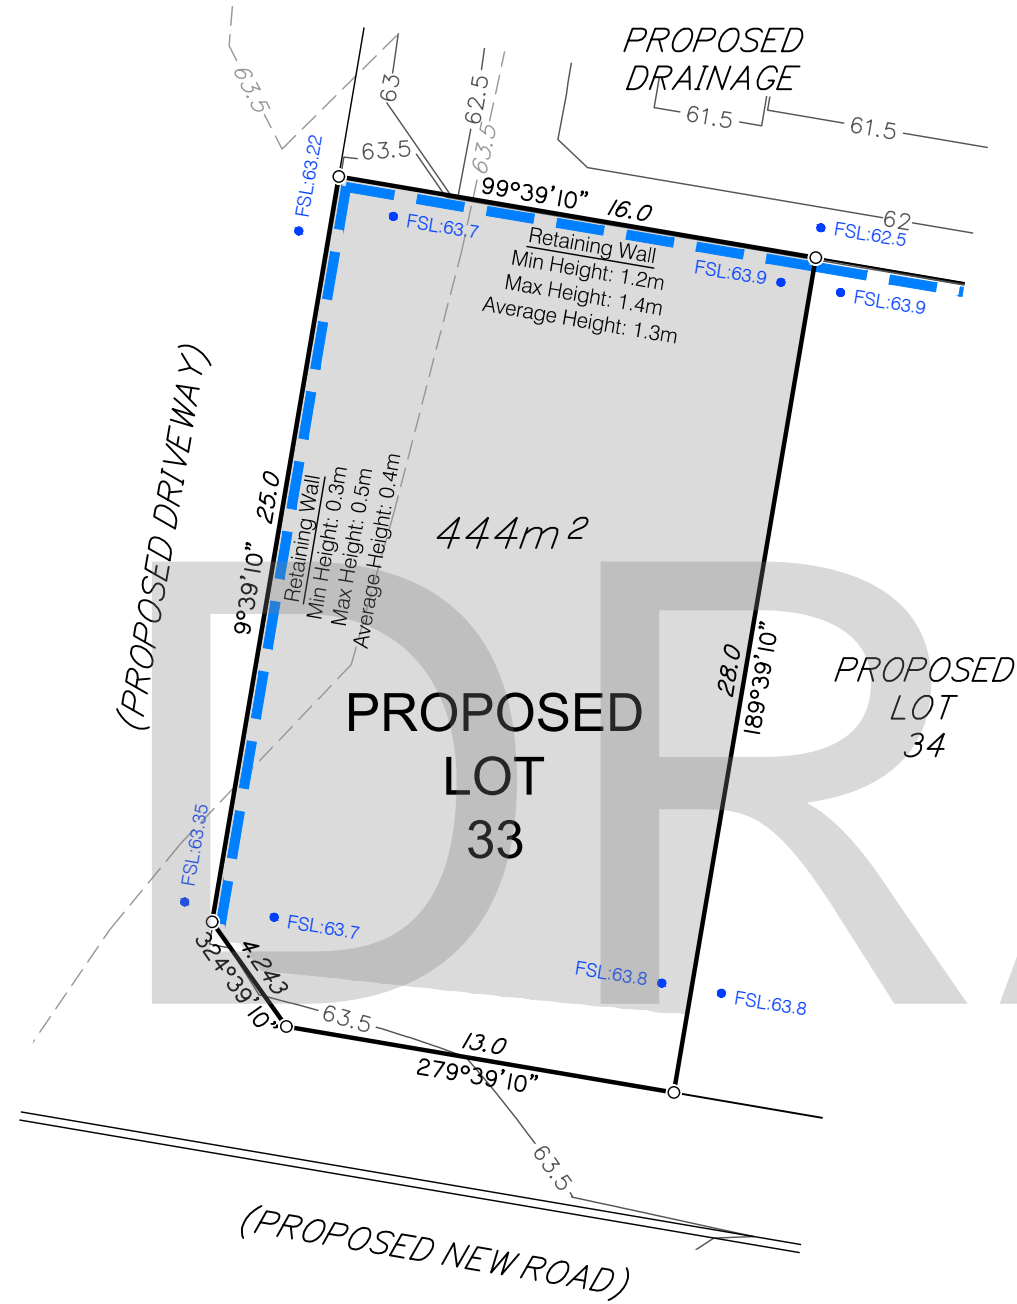 PROPOSED
DRAINAGE
63.5
63
62.5
63.5
61.5
61.5
63.5
FSL:63.22
99°39'10"
16.0
62
FSL:63.7
FSL:62.5
Retaining Wall
Min Height: 1.2m
Max Height: 1.4m
Average Height: 1.3m
FSL:63.9
FSL:63.9
(PROPOSED DRIVEWAY)
25.0
9°39'10"
Retaining Wall
Min Height: 0.3m
Max Height: 0.5m
Average Height: 0.4m
444m²
28.0
189°39'10"
PROPOSED
LOT
34
PROPOSED
LOT
33
FSL:63.35
FSL:63.7
4.243
324°39'10"
FSL:63.8
FSL:63.8
63.5
13.0
279°39'10"
63.5
(PROPOSED NEW ROAD)
DR